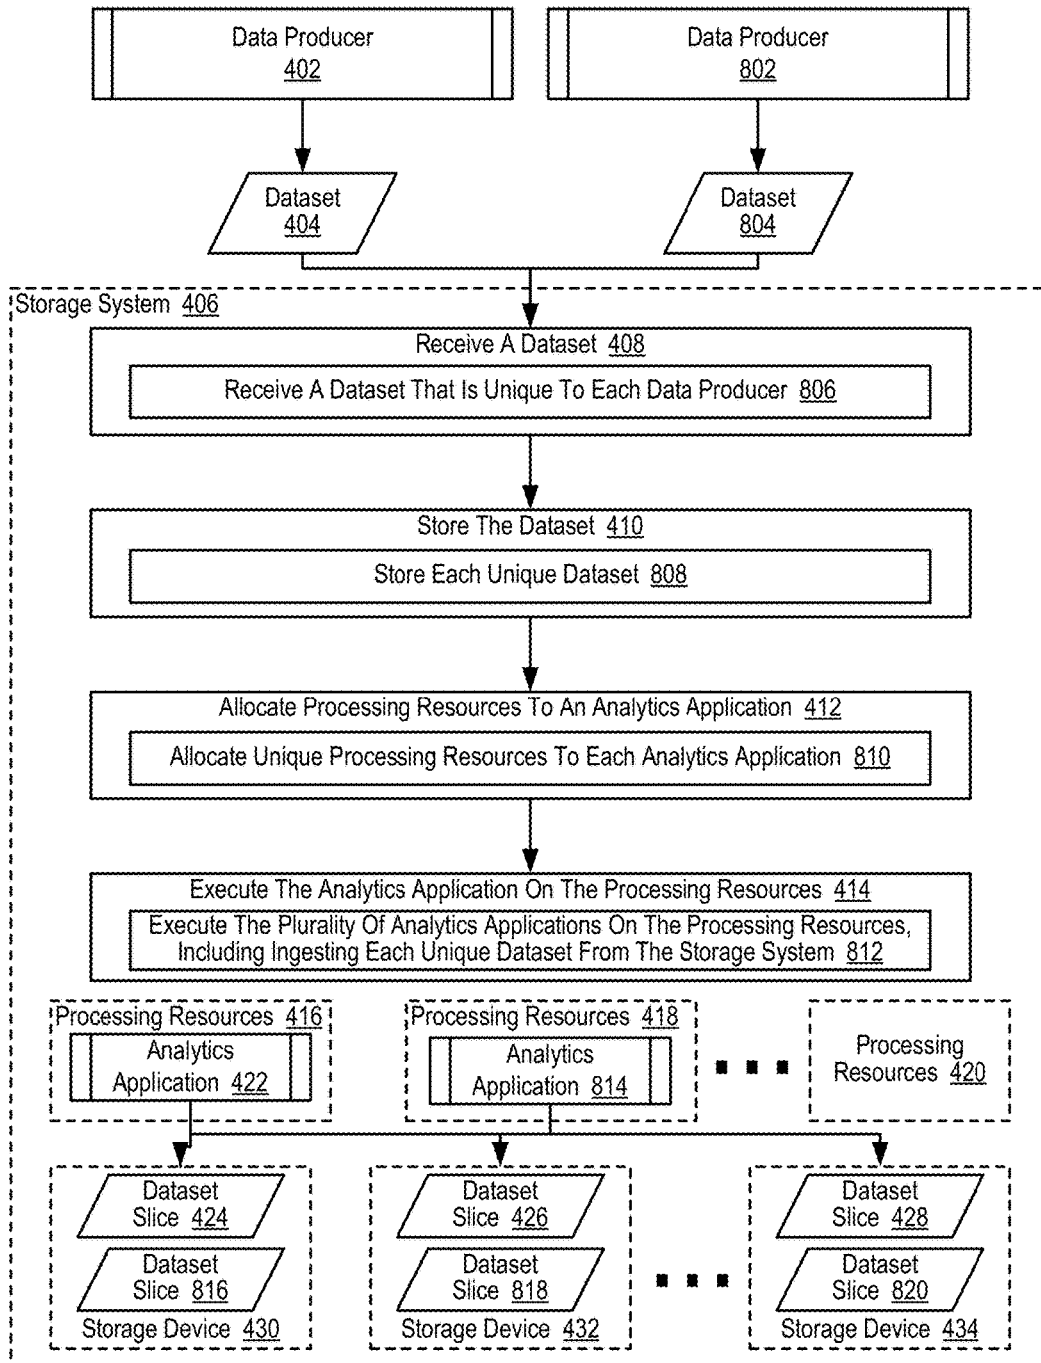 Data Producer
402
Data Producer
802
Dataset
404
Dataset
804
Storage System 406
Receive A Dataset 408
Receive A Dataset That Is Unique To Each Data Producer 806
Store The Dataset 410
Store Each Unique Dataset 808
Allocate Processing Resources To An Analytics Application 412
Allocate Unique Processing Resources To Each Analytics Application 810
Execute The Analytics Application On The Processing Resources 414
Execute The Plurality Of Analytics Applications On The Processing Resources,
Including Ingesting Each Unique Dataset From The Storage System 812
Processing Resources 416
Analytics
Application 422
Processing Resources 418
Analytics
Application 814
Processing
Resources 420
Dataset
Slice 424
Dataset
Slice 816
Storage Device 430
Dataset
Slice 426
Dataset
Slice 818
Storage Device 432
Dataset
Slice 428
Dataset
Slice 820
Storage Device 434